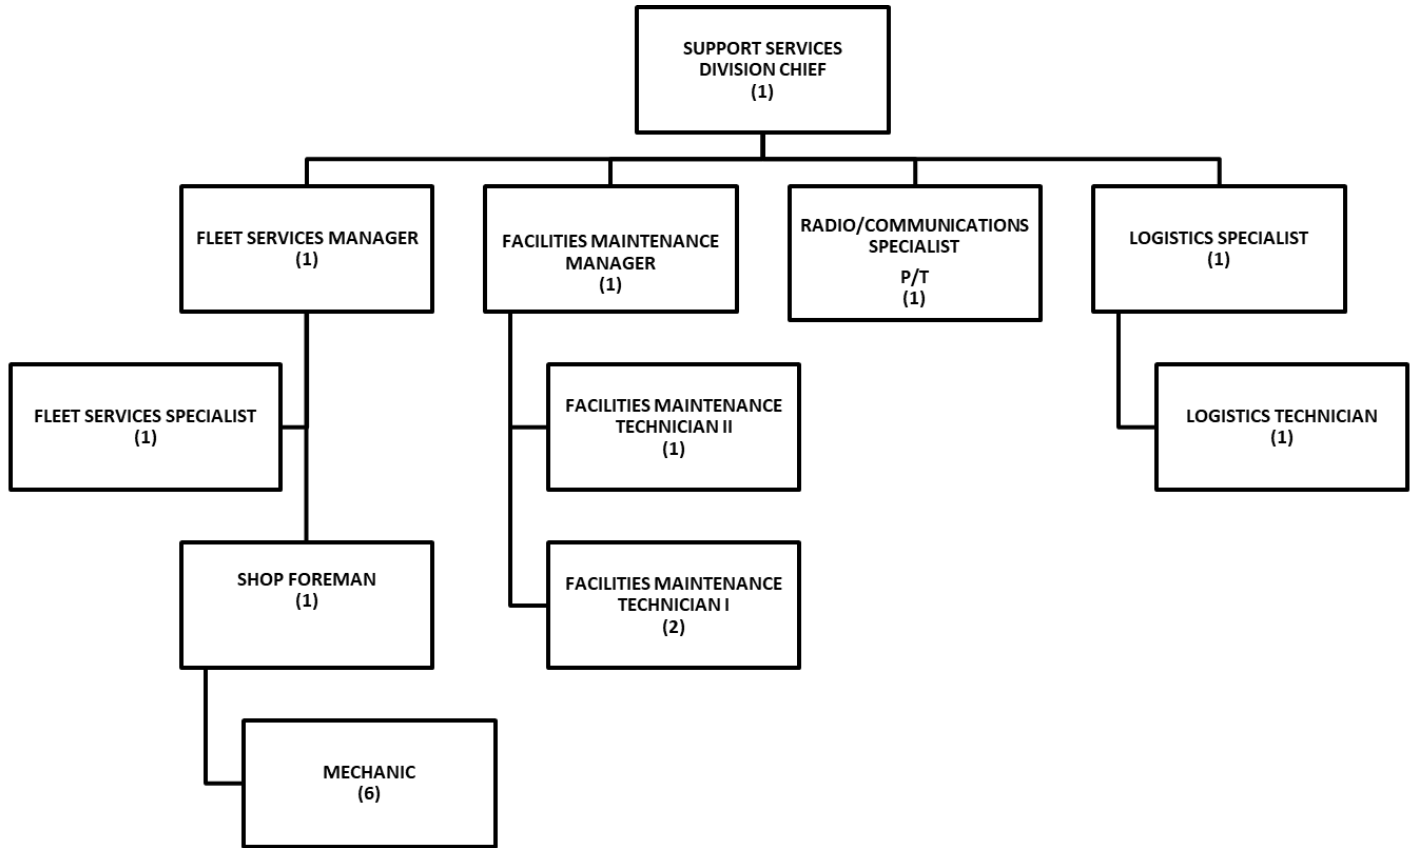 SUPPORT SERVICES
DIVISION CHIEF
(1)
FLEET SERVICES MANAGER
(1)
FACILITIES MAINTENANCE
MANAGER
(1)
RADIO/COMMUNICATIONS
SPECIALIST
P/T
(1)
LOGISTICS SPECIALIST
(1)
FLEET SERVICES SPECIALIST
(1)
FACILITIES MAINTENANCE
TECHNICIAN II
(1)
LOGISTICS TECHNICIAN
(1)
SHOP FOREMAN
(1)
FACILITIES MAINTENANCE
TECHNICIAN I
(2)
MECHANIC
(6)